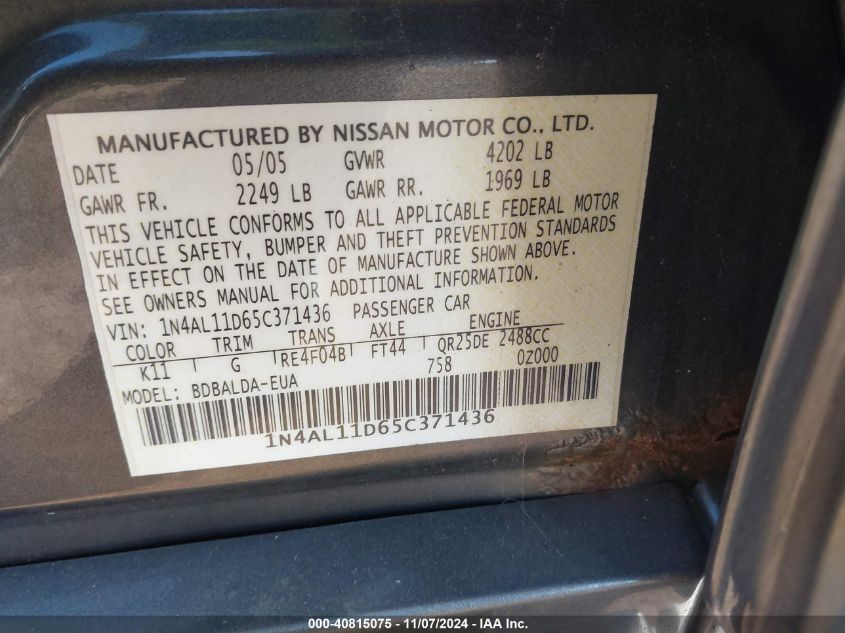 MANUFACTURED BY NISSAN MOTOR CO., LTD.
DATE 05/05 GVWR 4202 LB
GAWR FR. 2249 LB GAWR RR. 1969 LB
THIS VEHICLE CONFORMS TO ALL APPLICABLE FEDERAL MOTOR
VEHICLE SAFETY, BUMPER AND THEFT PREVENTION STANDARDS
IN EFFECT ON THE DATE OF MANUFACTURE SHOWN ABOVE.
SEE OWNERS MANUAL FOR ADDITIONAL INFORMATION.
VIN: 1N4AL11D65C371436 PASSENGER CAR
COLOR TRIM TRANS AXLE ENGINE
K11 G RE4F04B FT44 QR25DE 2488CC
MODEL: BDBALDA-EUA 758 0Z000
1N4AL11D65C371436
000-40815075 - 11/07/2024 - IAA Inc.